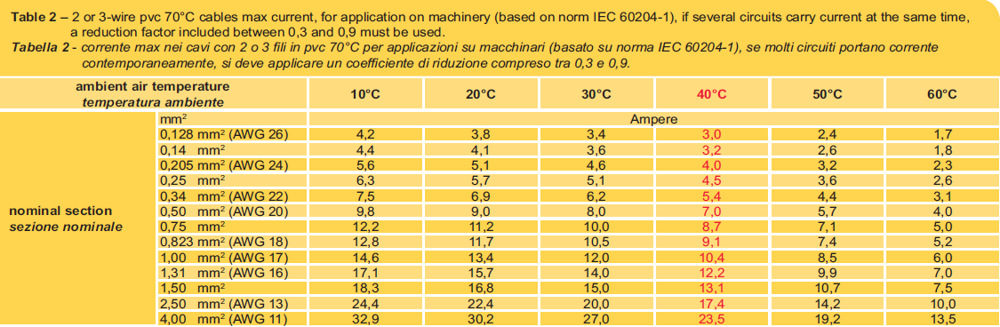 Table 2 – 2 or 3-wire pvc 70°C cables max current, for application on machinery (based on norm IEC 60204-1), if several circuits carry current at the same time,
a reduction factor included between 0,3 and 0,9 must be used.
Tabella 2 - corrente max nei cavi con 2 o 3 fili in pvc 70°C per applicazioni su macchinari (basato su norma IEC 60204-1), se molti circuiti portano corrente
contemporaneamente, si deve applicare un coefficiente di riduzione compreso tra 0,3 e 0,9.
ambient air temperature
temperatura ambiente
10°C 20°C 30°C 40°C 50°C 60°C
nominal section
sezione nominale
mm² Ampere
0,128 mm² (AWG 26) 4,2 3,8 3,4 3,0 2,4 1,7
0,14 mm² 4,4 4,1 3,6 3,2 2,6 1,8
0,205 mm² (AWG 24) 5,6 5,1 4,6 4,0 3,2 2,3
0,25 mm² 6,3 5,7 5,1 4,5 3,6 2,6
0,34 mm² (AWG 22) 7,5 6,9 6,2 5,4 4,4 3,1
0,50 mm² (AWG 20) 9,8 9,0 8,0 7,0 5,7 4,0
0,75 mm² 12,2 11,2 10,0 8,7 7,1 5,0
0,823 mm² (AWG 18) 12,8 11,7 10,5 9,1 7,4 5,2
1,00 mm² (AWG 17) 14,6 13,4 12,0 10,4 8,5 6,0
1,31 mm² (AWG 16) 17,1 15,7 14,0 12,2 9,9 7,0
1,50 mm² 18,3 16,8 15,0 13,1 10,7 7,5
2,50 mm² (AWG 13) 24,4 22,4 20,0 17,4 14,2 10,0
4,00 mm² (AWG 11) 32,9 30,2 27,0 23,5 19,2 13,5